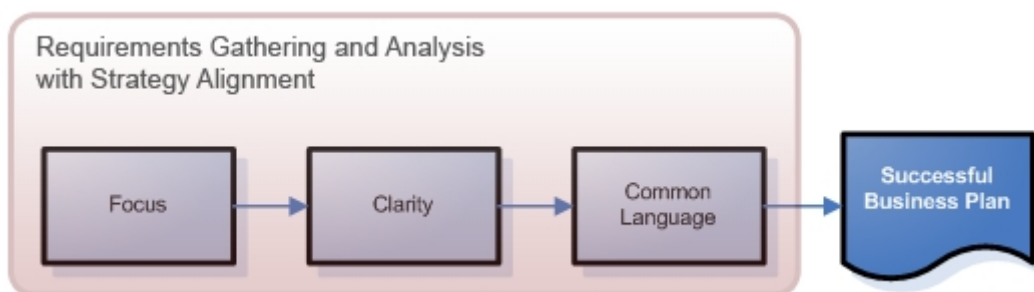 Requirements Gathering and Analysis
with Strategy Alignment
Focus
Clarity
Common
Language
Successful
Business Plan